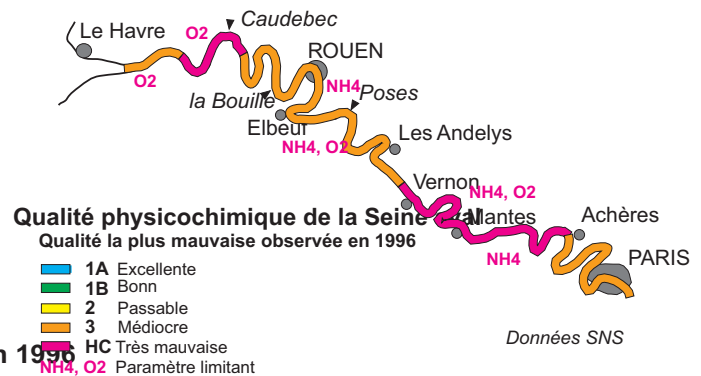 Caudebec
Le Havre
O2
ROUEN
O2
NH4
la Bouille
Poses
Elbeuf
Les Andelys
NH4, O2
Vernon
NH4, O2
Qualité physicochimique de la Seine aval
Mantes
Achères
Qualité la plus mauvaise observée en 1996
NH4
PARIS
1A Excellente
1B Bonn
2 Passable
3 Médiocre
Données SNS
HC Très mauvaise
n 1996
NH4, O2 Paramètre limitant